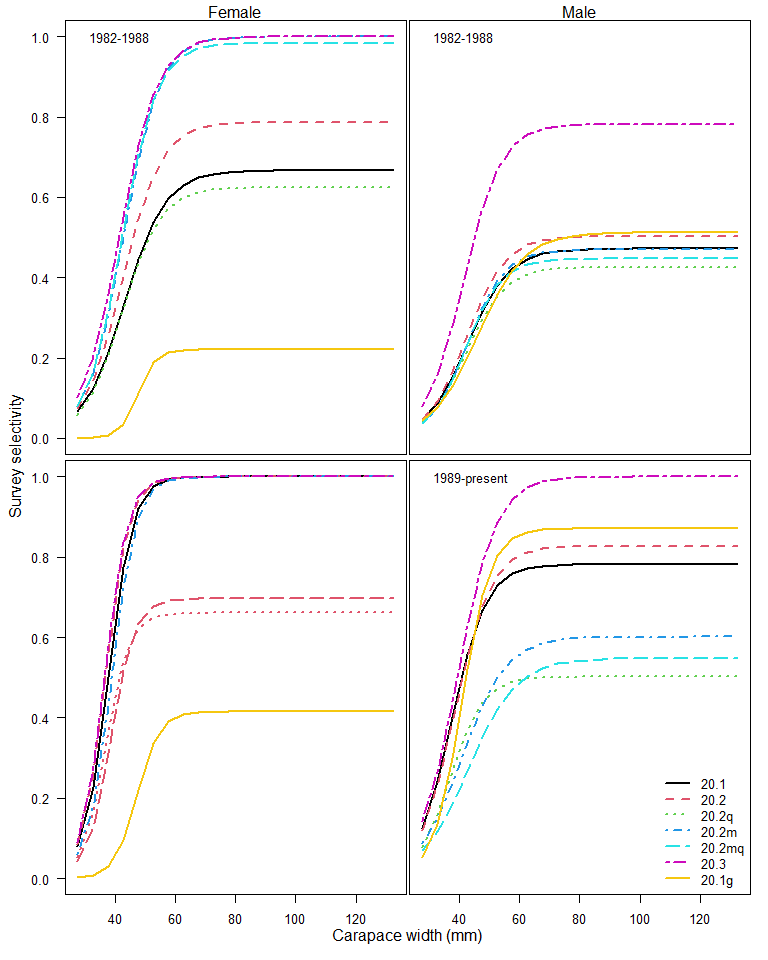 Female
Male
1982-1988
1982-1988
1.0
0.8
0.6
0.4
0.2
0.0
Survey selectivity
1989-present
1.0
0.8
0.6
0.4
0.2
0.0
20.1
20.2
20.2q
20.2m
20.2mq
20.3
20.1g
40 60 80 100 120
40 60 80 100 120
Carapace width (mm)